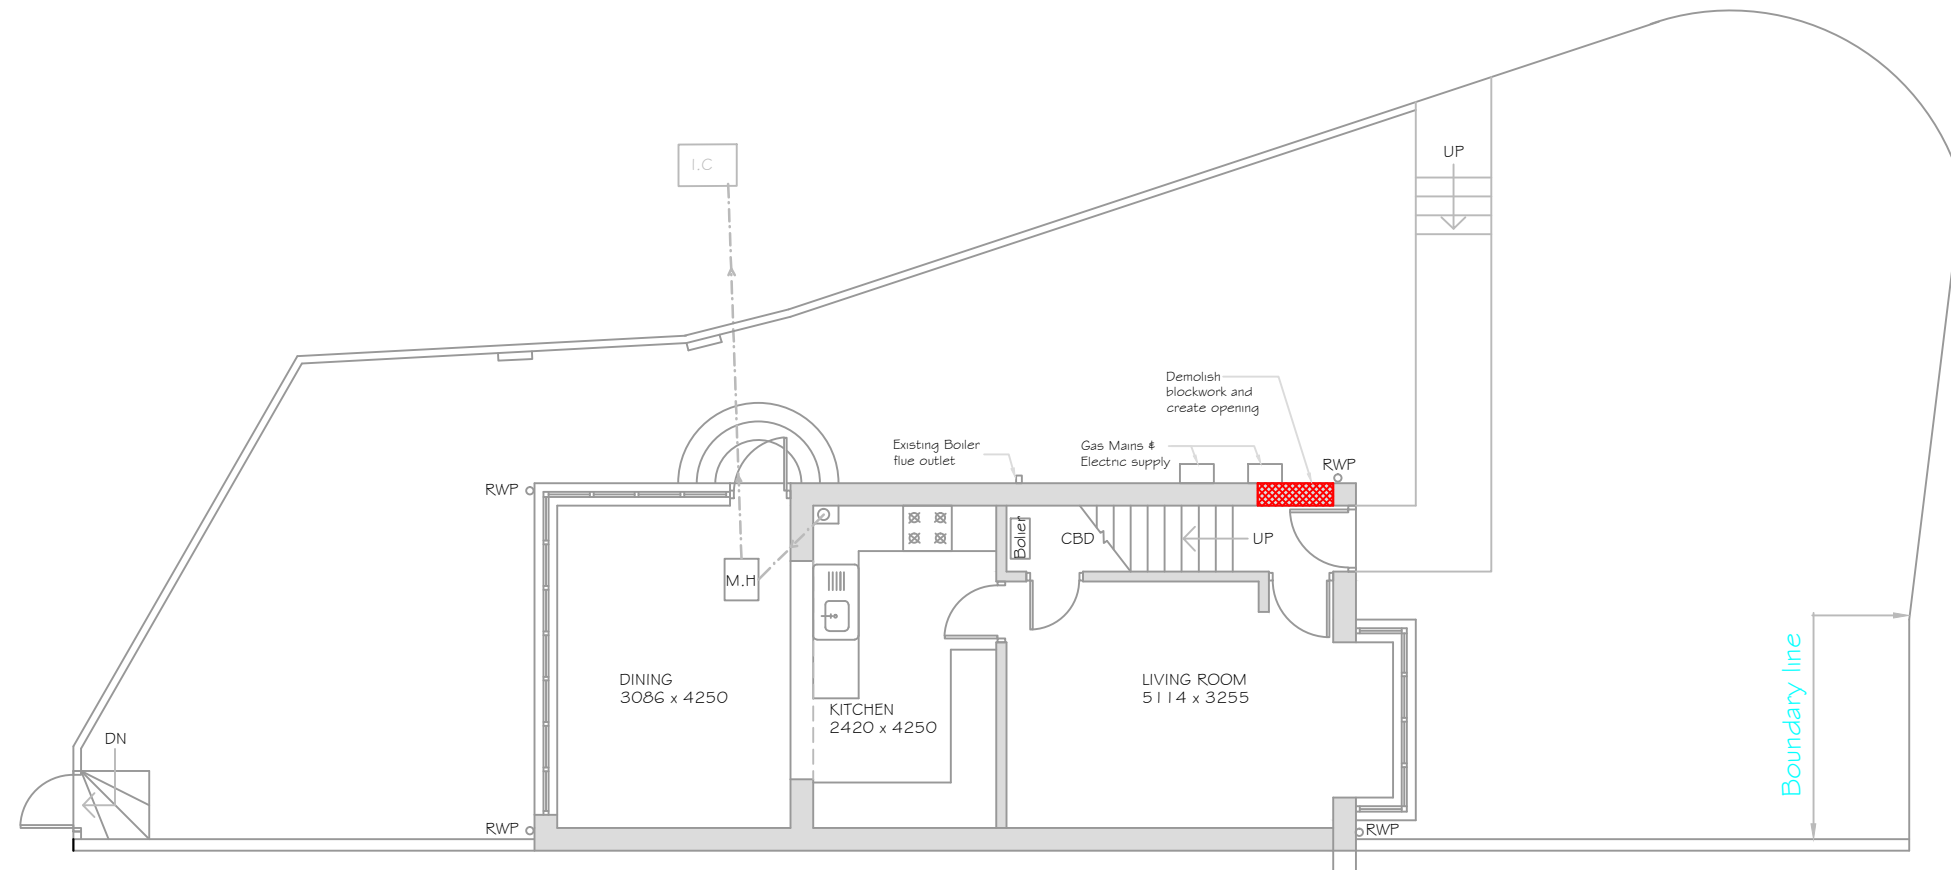 I.C
UP
Demolish
blockwork and
create opening
Existing Boiler
flue outlet
Gas Mains &
Electric supply
RWP
RWP
Boiler
CBD
UP
M.H
DINING
3086 x 4250
KITCHEN
2420 x 4250
LIVING ROOM
5114 x 3255
Boundary line
DN
RWP
RWP